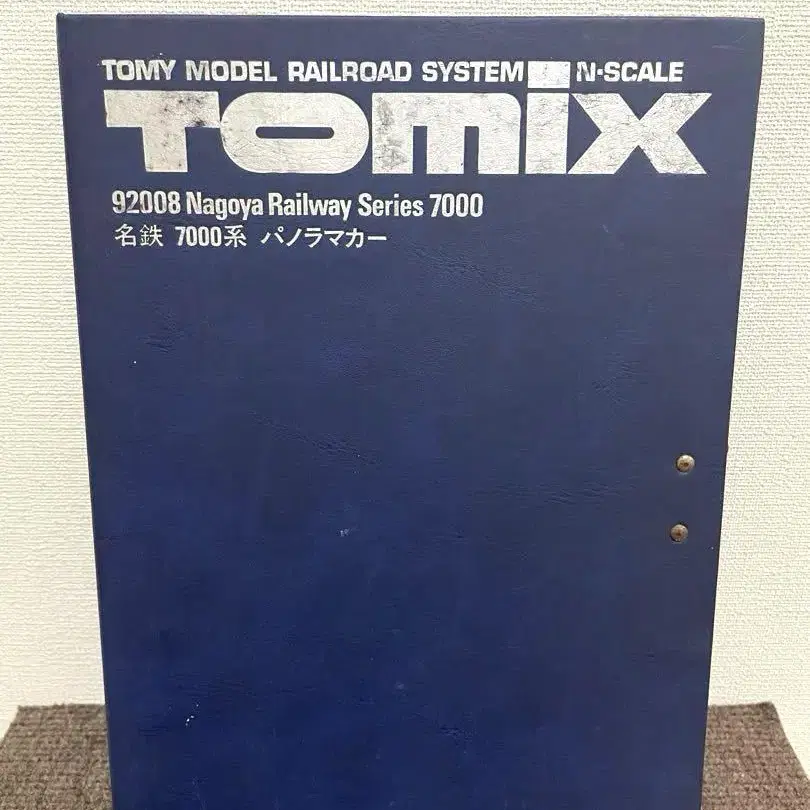 TOMY MODEL RAILROAD SYSTEM N·SCALE
TOMIX
92008 Nagoya Railway Series 7000
名鉄 7000系 パノラマカー